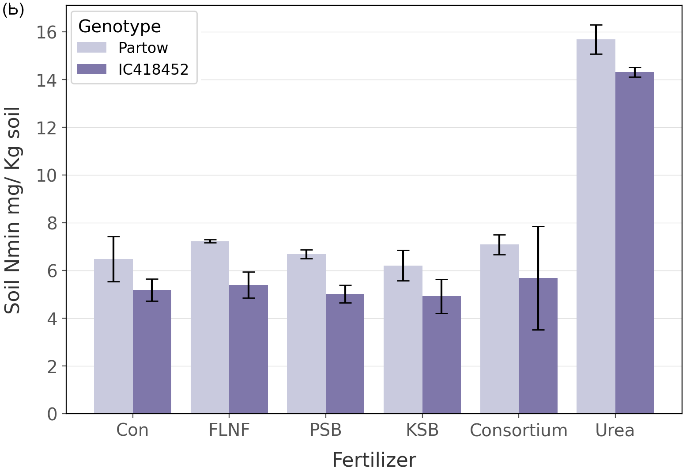 (b)
Genotype
Partow
IC418452
Soil Nmin mg/ Kg soil
16
14
12
10
8
6
4
2
0
Con FLNF PSB KSB Consortium Urea
Fertilizer